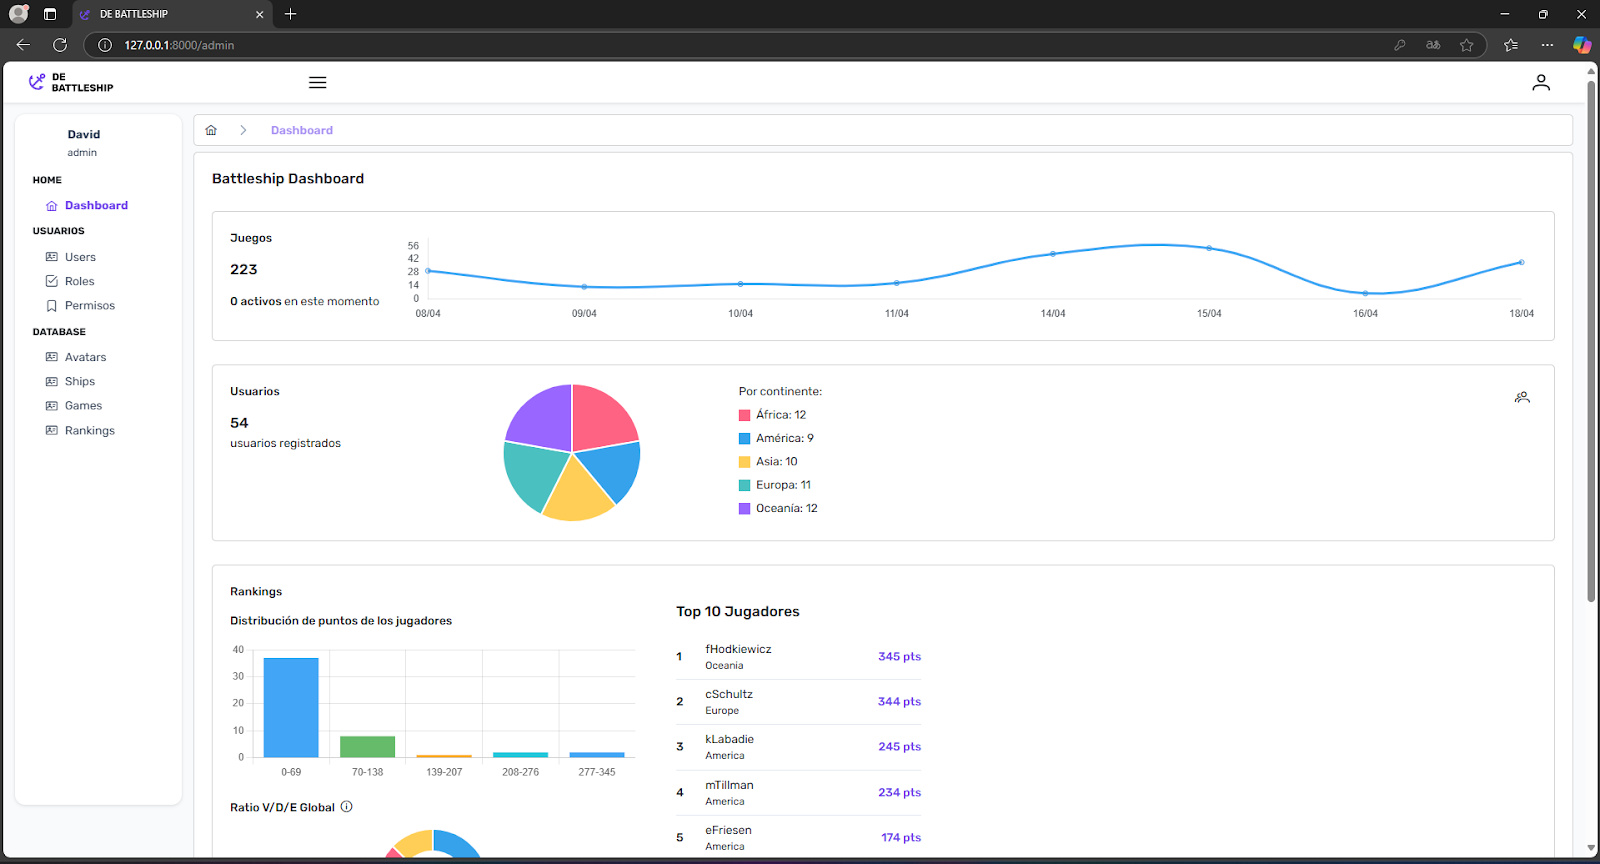 DE BATTLESHIP
127.0.0.1:8000/admin
DE
BATTLESHIP
David
admin
HOME
Dashboard
USUARIOS
Users
Roles
Permisos
DATABASE
Avatars
Ships
Games
Rankings
Dashboard
Battleship Dashboard
Juegos
223
0 activos en este momento
56
42
28
14
0
08/04
09/04
10/04
11/04
14/04
15/04
16/04
18/04
Usuarios
54
usuarios registrados
Por continente:
África: 12
América: 9
Asia: 10
Europa: 11
Oceanía: 12
Rankings
Distribución de puntos de los jugadores
40
30
20
10
0
0-69
70-138
139-207
208-276
277-345
Ratio V/D/E Global
Top 10 Jugadores
1
fHodkiewicz
Oceania
345 pts
2
cSchultz
Europe
344 pts
3
kLabadie
America
245 pts
4
mTillman
America
234 pts
5
eFriesen
America
174 pts